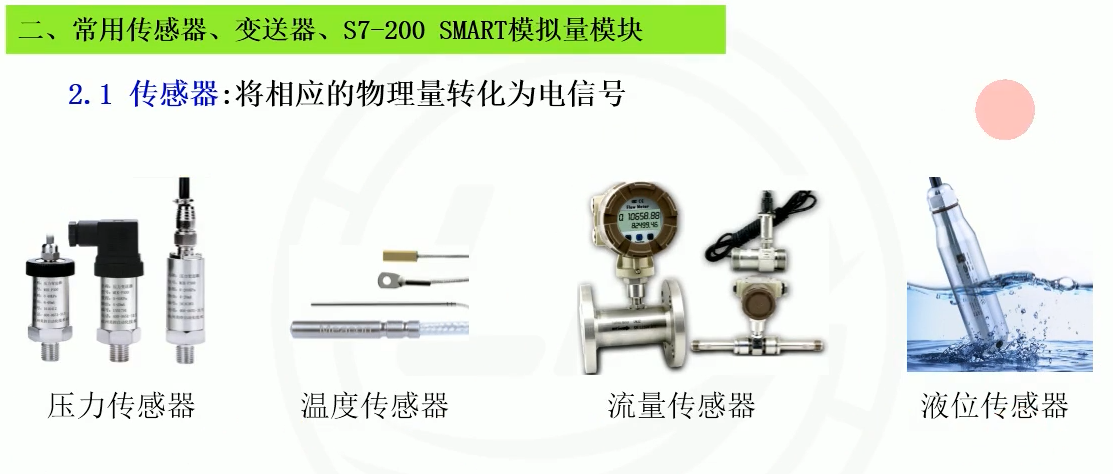 二、常用传感器、变送器、S7-200 SMART模拟量模块
2.1 传感器:将相应的物理量转化为电信号
Flow Meter
压力传感器
温度传感器
流量传感器
液位传感器